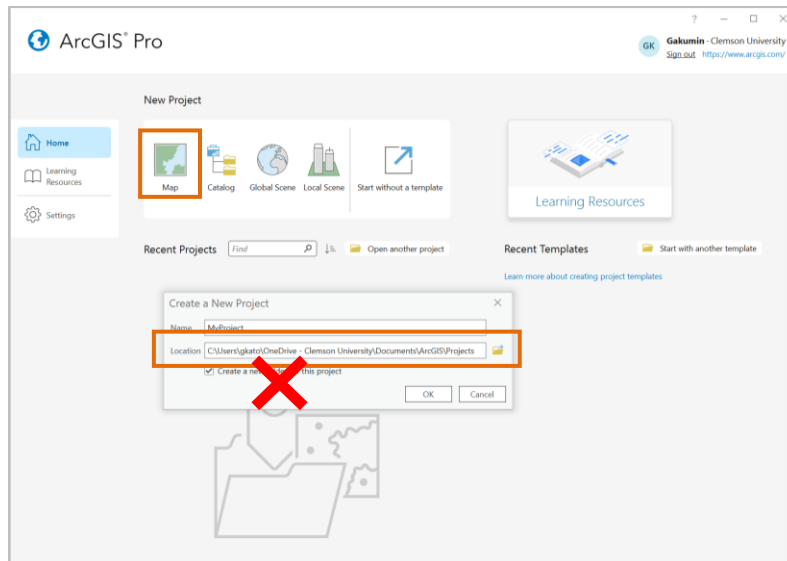 ? — □ ×
ArcGIS® Pro
GK
Gakumin - Clemson University
Sign out https://www.arcgis.com/
New Project
Home
Learning
Resources
Settings
Map
Catalog
Global Scene
Local Scene
Start without a template
Learning Resources
Recent Projects
Find
Open another project
Recent Templates
Start with another template
Learn more about creating project templates
Create a New Project
Name MyProject
Location C:\Users\gkato\OneDrive - Clemson University\Documents\ArcGIS\Projects
Create a new this project
OK Cancel